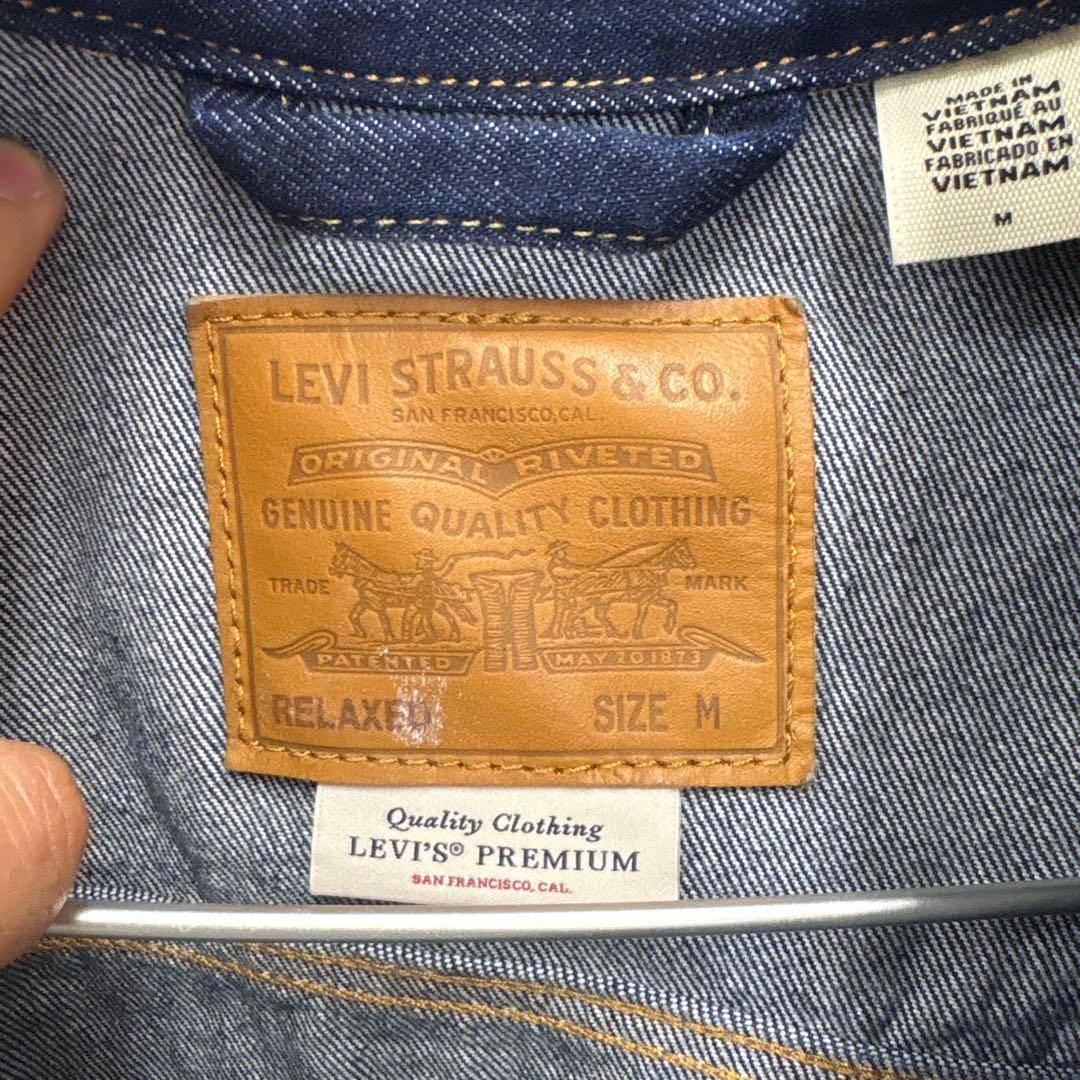 MADE IN
VIETNAM
FABRIQUÉ AU
VIETNAM
FABRICADO EN
VIETNAM
M
LEVI STRAUSS & CO.
SAN FRANCISCO, CAL.
ORIGINAL RIVETED
GENUINE QUALITY CLOTHING
TRADE MARK
PATENTED MAY 20 1873
RELAXED SIZE M
Quality Clothing
LEVI'S® PREMIUM
SAN FRANCISCO, CAL.